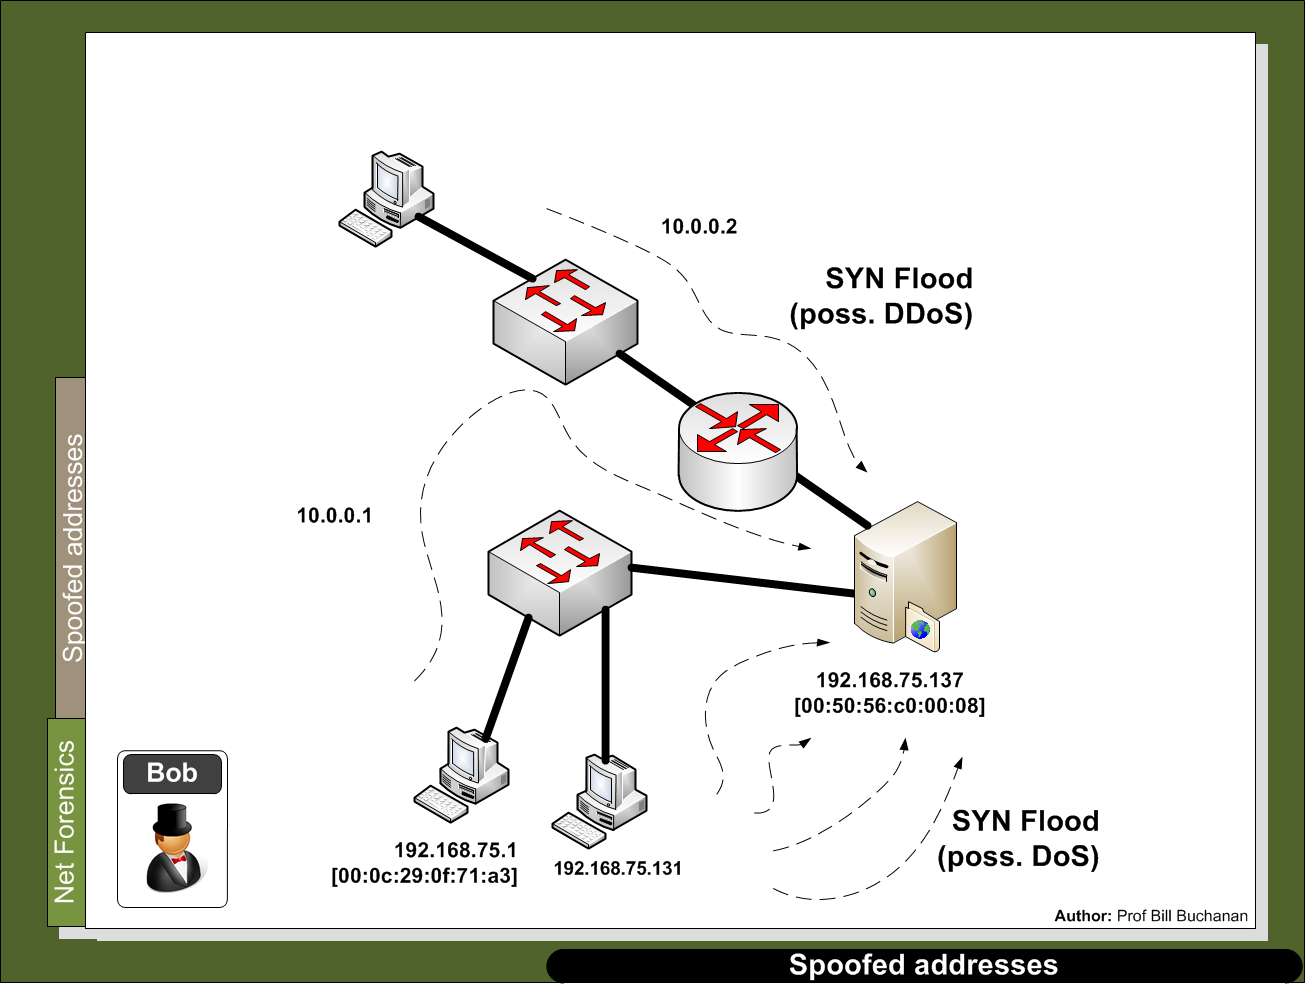 10.0.0.2
SYN Flood
(poss. DDoS)
10.0.0.1
192.168.75.137
[00:50:56:c0:00:08]
Spoofed addresses
Net Forensics
Bob
192.168.75.1
[00:0c:29:0f:71:a3]
192.168.75.131
SYN Flood
(poss. DoS)
Author: Prof Bill Buchanan
Spoofed addresses